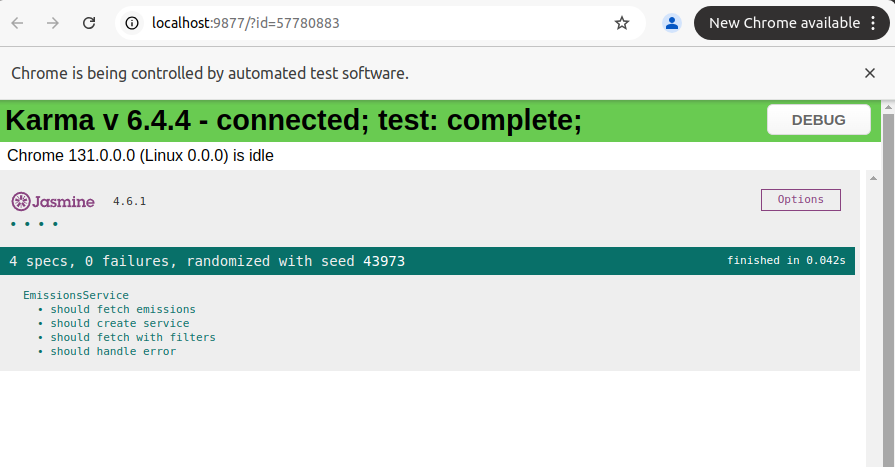 localhost:9877/?id=57780883
New Chrome available
Chrome is being controlled by automated test software.
Karma v 6.4.4 - connected; test: complete;
DEBUG
Chrome 131.0.0.0 (Linux 0.0.0) is idle
Jasmine 4.6.1
Options
4 specs, 0 failures, randomized with seed 43973
finished in 0.042s
EmissionsService
• should fetch emissions
• should create service
• should fetch with filters
• should handle error